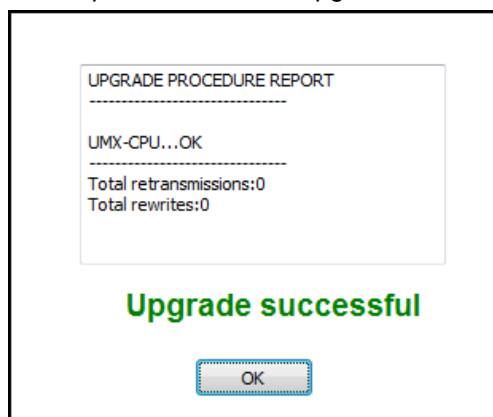 UPGRADE PROCEDURE REPORT
-------------------------------
UMX-CPU...OK
-------------------------------
Total retransmissions:0
Total rewrites:0
Upgrade successful
OK